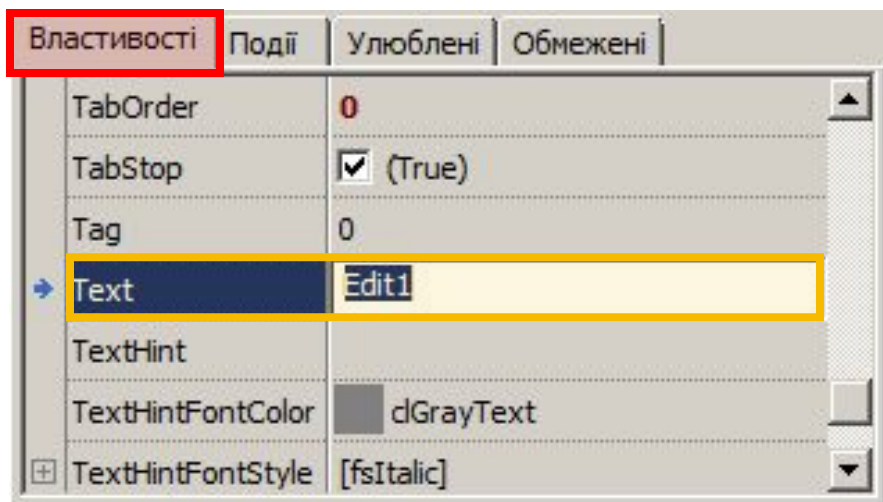 Властивості Події Улюблені Обмежені
TabOrder 0
TabStop (True)
Tag 0
Text Edit1
TextHint
TextHintFontColor clGrayText
TextHintFontStyle [fsItalic]